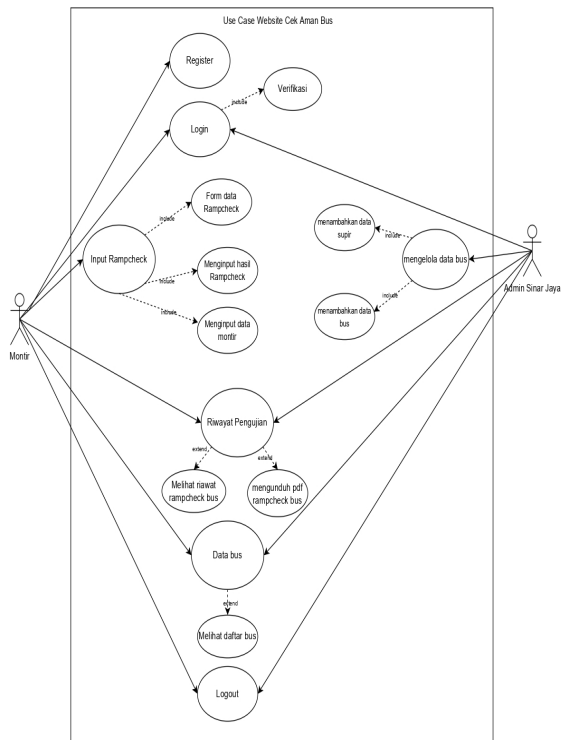 Use Case Website Cek Aman Bus
Register
Verifikasi
include
Login
Form data
Rampcheck
include
menambahkan data
supir
include
Input Rampcheck
Menginput hasil
Rampcheck
include
mengelola data bus
Admin Sinar Jaya
include
menambahkan data
bus
include
Menginput data
montir
Montir
Riwayat Pengujian
extend
extend
Melihat riawat
rampcheck bus
mengunduh pdf
rampcheck bus
Data bus
extend
Melihat daftar bus
Logout